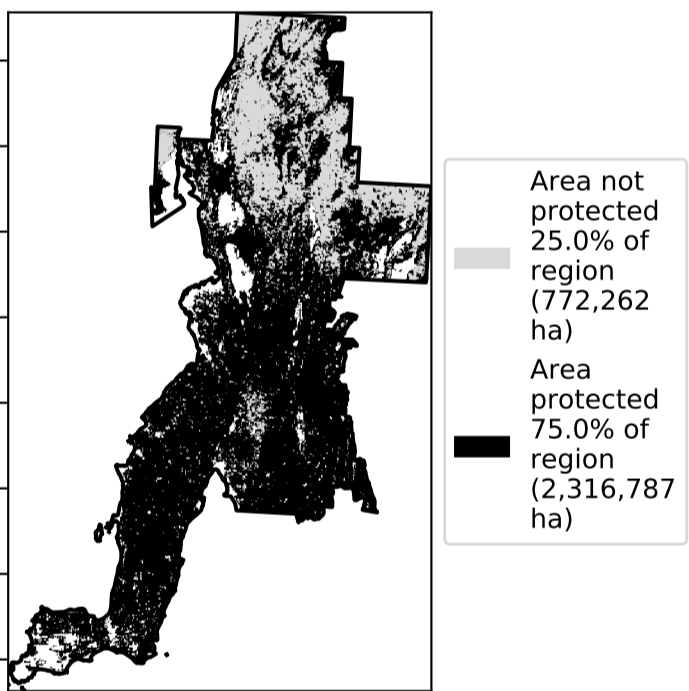 Area not
protected
25.0% of
region
(772,262
ha)
Area
protected
75.0% of
region
(2,316,787
ha)